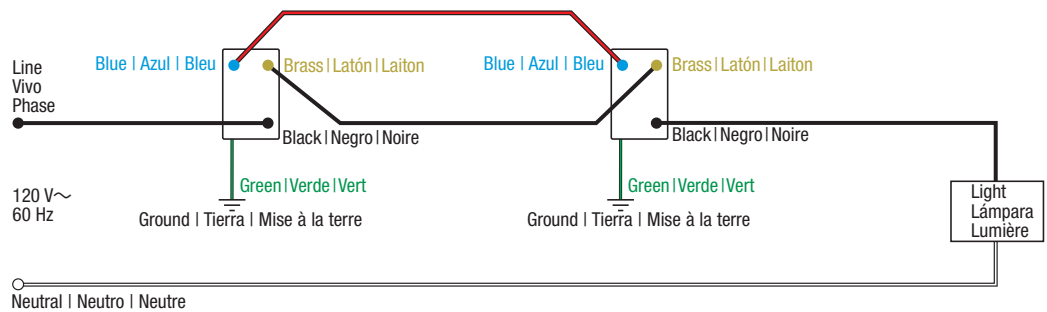 Line
Vivo
Phase
Blue | Azul | Bleu
Brass | Latón | Laiton
Blue | Azul | Bleu
Brass | Latón | Laiton
Black | Negro | Noire
Black | Negro | Noire
Green | Verde | Vert
Green | Verde | Vert
120 V~
60 Hz
Ground | Tierra | Mise à la terre
Ground | Tierra | Mise à la terre
Light
Lámpara
Lumière
Neutral | Neutro | Neutre